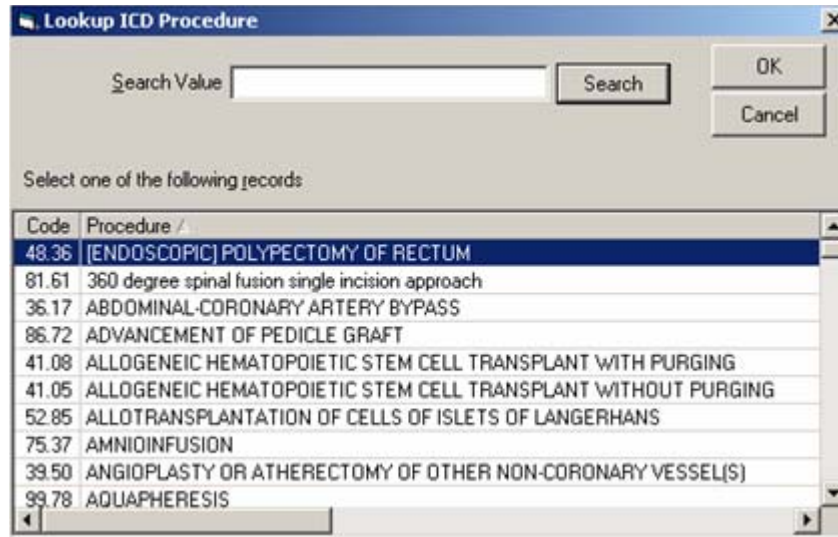 Lookup ICD Procedure
Search Value
Search
OK
Cancel
Select one of the following records
Code Procedure
48.36 [ENDOSCOPIC] POLYPECTOMY OF RECTUM
81.61 360 degree spinal fusion single incision approach
36.17 ABDOMINAL-CORONARY ARTERY BYPASS
86.72 ADVANCEMENT OF PEDICLE GRAFT
41.08 ALLOGENEIC HEMATOPOIETIC STEM CELL TRANSPLANT WITH PURGING
41.05 ALLOGENEIC HEMATOPOIETIC STEM CELL TRANSPLANT WITHOUT PURGING
52.85 ALLOTRANSPLANTATION OF CELLS OF ISLETS OF LANGERHANS
75.37 AMNIOINFUSION
39.50 ANGIOPLASTY OR ATHERECTOMY OF OTHER NON-CORONARY VESSEL(S)
99.78 AQUAPHERESIS